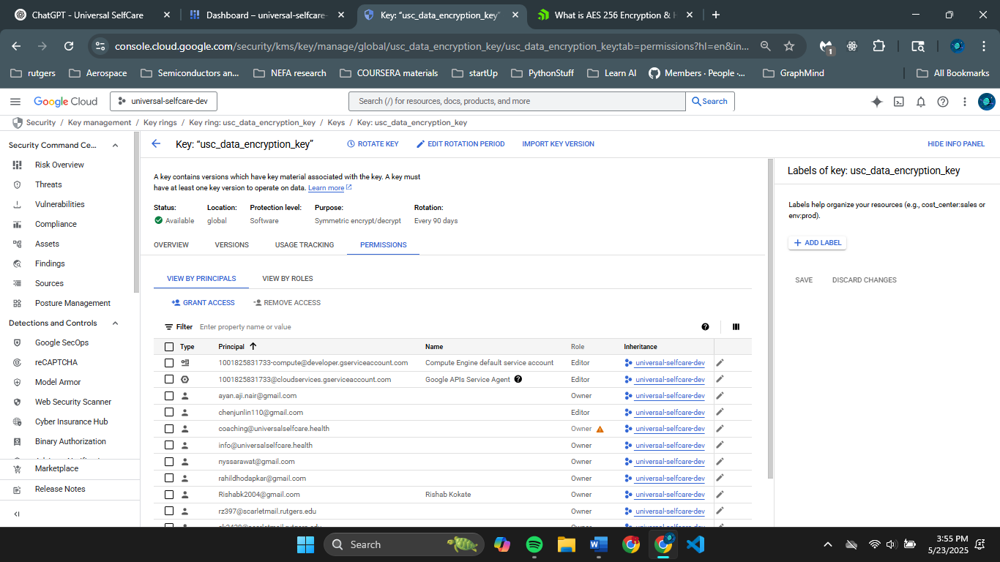 ChatGPT - Universal SelfCare
Dashboard – universal-selfcare-
Key: “usc_data_encryption_key”
What is AES 256 Encryption &
console.cloud.google.com/security/kms/key/manage/global/usc_data_encryption_key/usc_data_encryption_key;tab=permissions?hl=en&in...
1
rutgers
Aerospace
Semiconductors an...
NEFA research
COURSERA materials
startUp
PythonStuff
Learn AI
Members · People ·...
GraphMind
All Bookmarks
Google Cloud
universal-selfcare-dev
Search (/) for resources, docs, products, and more
Search
Security / Key management / Key rings / Key ring: usc_data_encryption_key / Keys / Key: usc_data_encryption_key
Security Command Ce...
Risk Overview
Threats
Vulnerabilities
Compliance
Assets
Findings
Sources
Posture Management
Detections and Controls
Google SecOps
reCAPTCHA
Model Armor
Web Security Scanner
Cyber Insurance Hub
Binary Authorization
Marketplace
Release Notes
Key: “usc_data_encryption_key”
ROTATE KEY
EDIT ROTATION PERIOD
IMPORT KEY VERSION
HIDE INFO PANEL
A key contains versions which have key material associated with the key. A key must
have at least one key version to operate on data. Learn more
Status: Location: Protection level: Purpose: Rotation:
Available global Software Symmetric encrypt/decrypt Every 90 days
OVERVIEW VERSIONS USAGE TRACKING PERMISSIONS
VIEW BY PRINCIPALS VIEW BY ROLES
GRANT ACCESS REMOVE ACCESS
Filter Enter property name or value
Type Principal Name Role Inheritance
1001825831733-compute@developer.gserviceaccount.com Compute Engine default service account Editor universal-selfcare-dev
1001825831733@cloudservices.gserviceaccount.com Google APIs Service Agent Editor universal-selfcare-dev
ayan.aji.nair@gmail.com Owner universal-selfcare-dev
chenjunlin110@gmail.com Editor universal-selfcare-dev
coaching@universalselfcare.health Owner universal-selfcare-dev
info@universalselfcare.health Owner universal-selfcare-dev
nyssarawat@gmail.com Owner universal-selfcare-dev
rahildhodapkar@gmail.com Owner universal-selfcare-dev
Rishabk2004@gmail.com Rishab Kokate Owner universal-selfcare-dev
rz397@scarletmail.rutgers.edu Owner universal-selfcare-dev
Labels of key: usc_data_encryption_key
Labels help organize your resources (e.g., cost_center:sales or
env:prod).
ADD LABEL
SAVE DISCARD CHANGES
Search
3:55 PM
5/23/2025